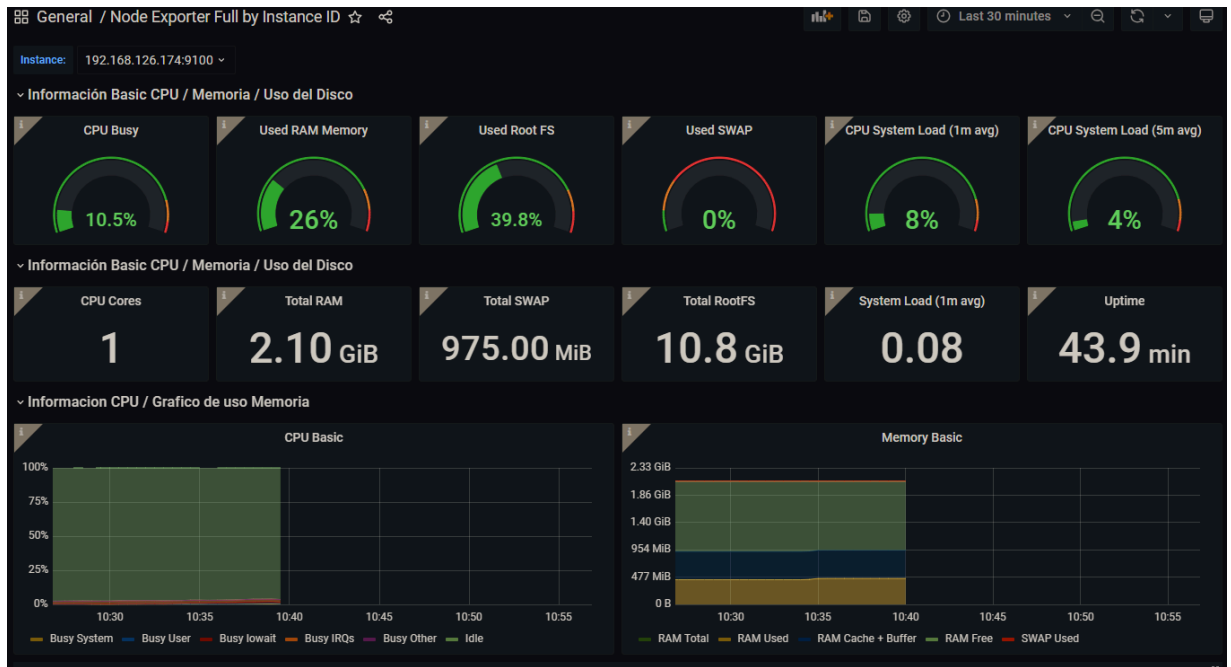 General / Node Exporter Full by Instance ID
Last 30 minutes
Instance: 192.168.126.174:9100
Información Basic CPU / Memoria / Uso del Disco
CPU Busy
Used RAM Memory
Used Root FS
Used SWAP
CPU System Load (1m avg)
CPU System Load (5m avg)
10.5%
26%
39.8%
0%
8%
4%
Información Basic CPU / Memoria / Uso del Disco
CPU Cores
Total RAM
Total SWAP
Total RootFS
System Load (1m avg)
Uptime
1
2.10 GiB
975.00 MiB
10.8 GiB
0.08
43.9 min
Informacion CPU / Grafico de uso Memoria
CPU Basic
100%
75%
50%
25%
0%
10:30 10:35 10:40 10:45 10:50 10:55
Busy System Busy User Busy Iowait Busy IRQs Busy Other Idle
Memory Basic
2.33 GiB
1.86 GiB
1.40 GiB
954 MiB
477 MiB
0 B
10:30 10:35 10:40 10:45 10:50 10:55
RAM Total RAM Used RAM Cache + Buffer RAM Free SWAP Used